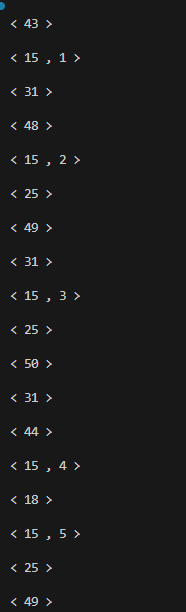 < 43 >
< 15 , 1 >
< 31 >
< 48 >
< 15 , 2 >
< 25 >
< 49 >
< 31 >
< 15 , 3 >
< 25 >
< 50 >
< 31 >
< 44 >
< 15 , 4 >
< 18 >
< 15 , 5 >
< 25 >
< 49 >